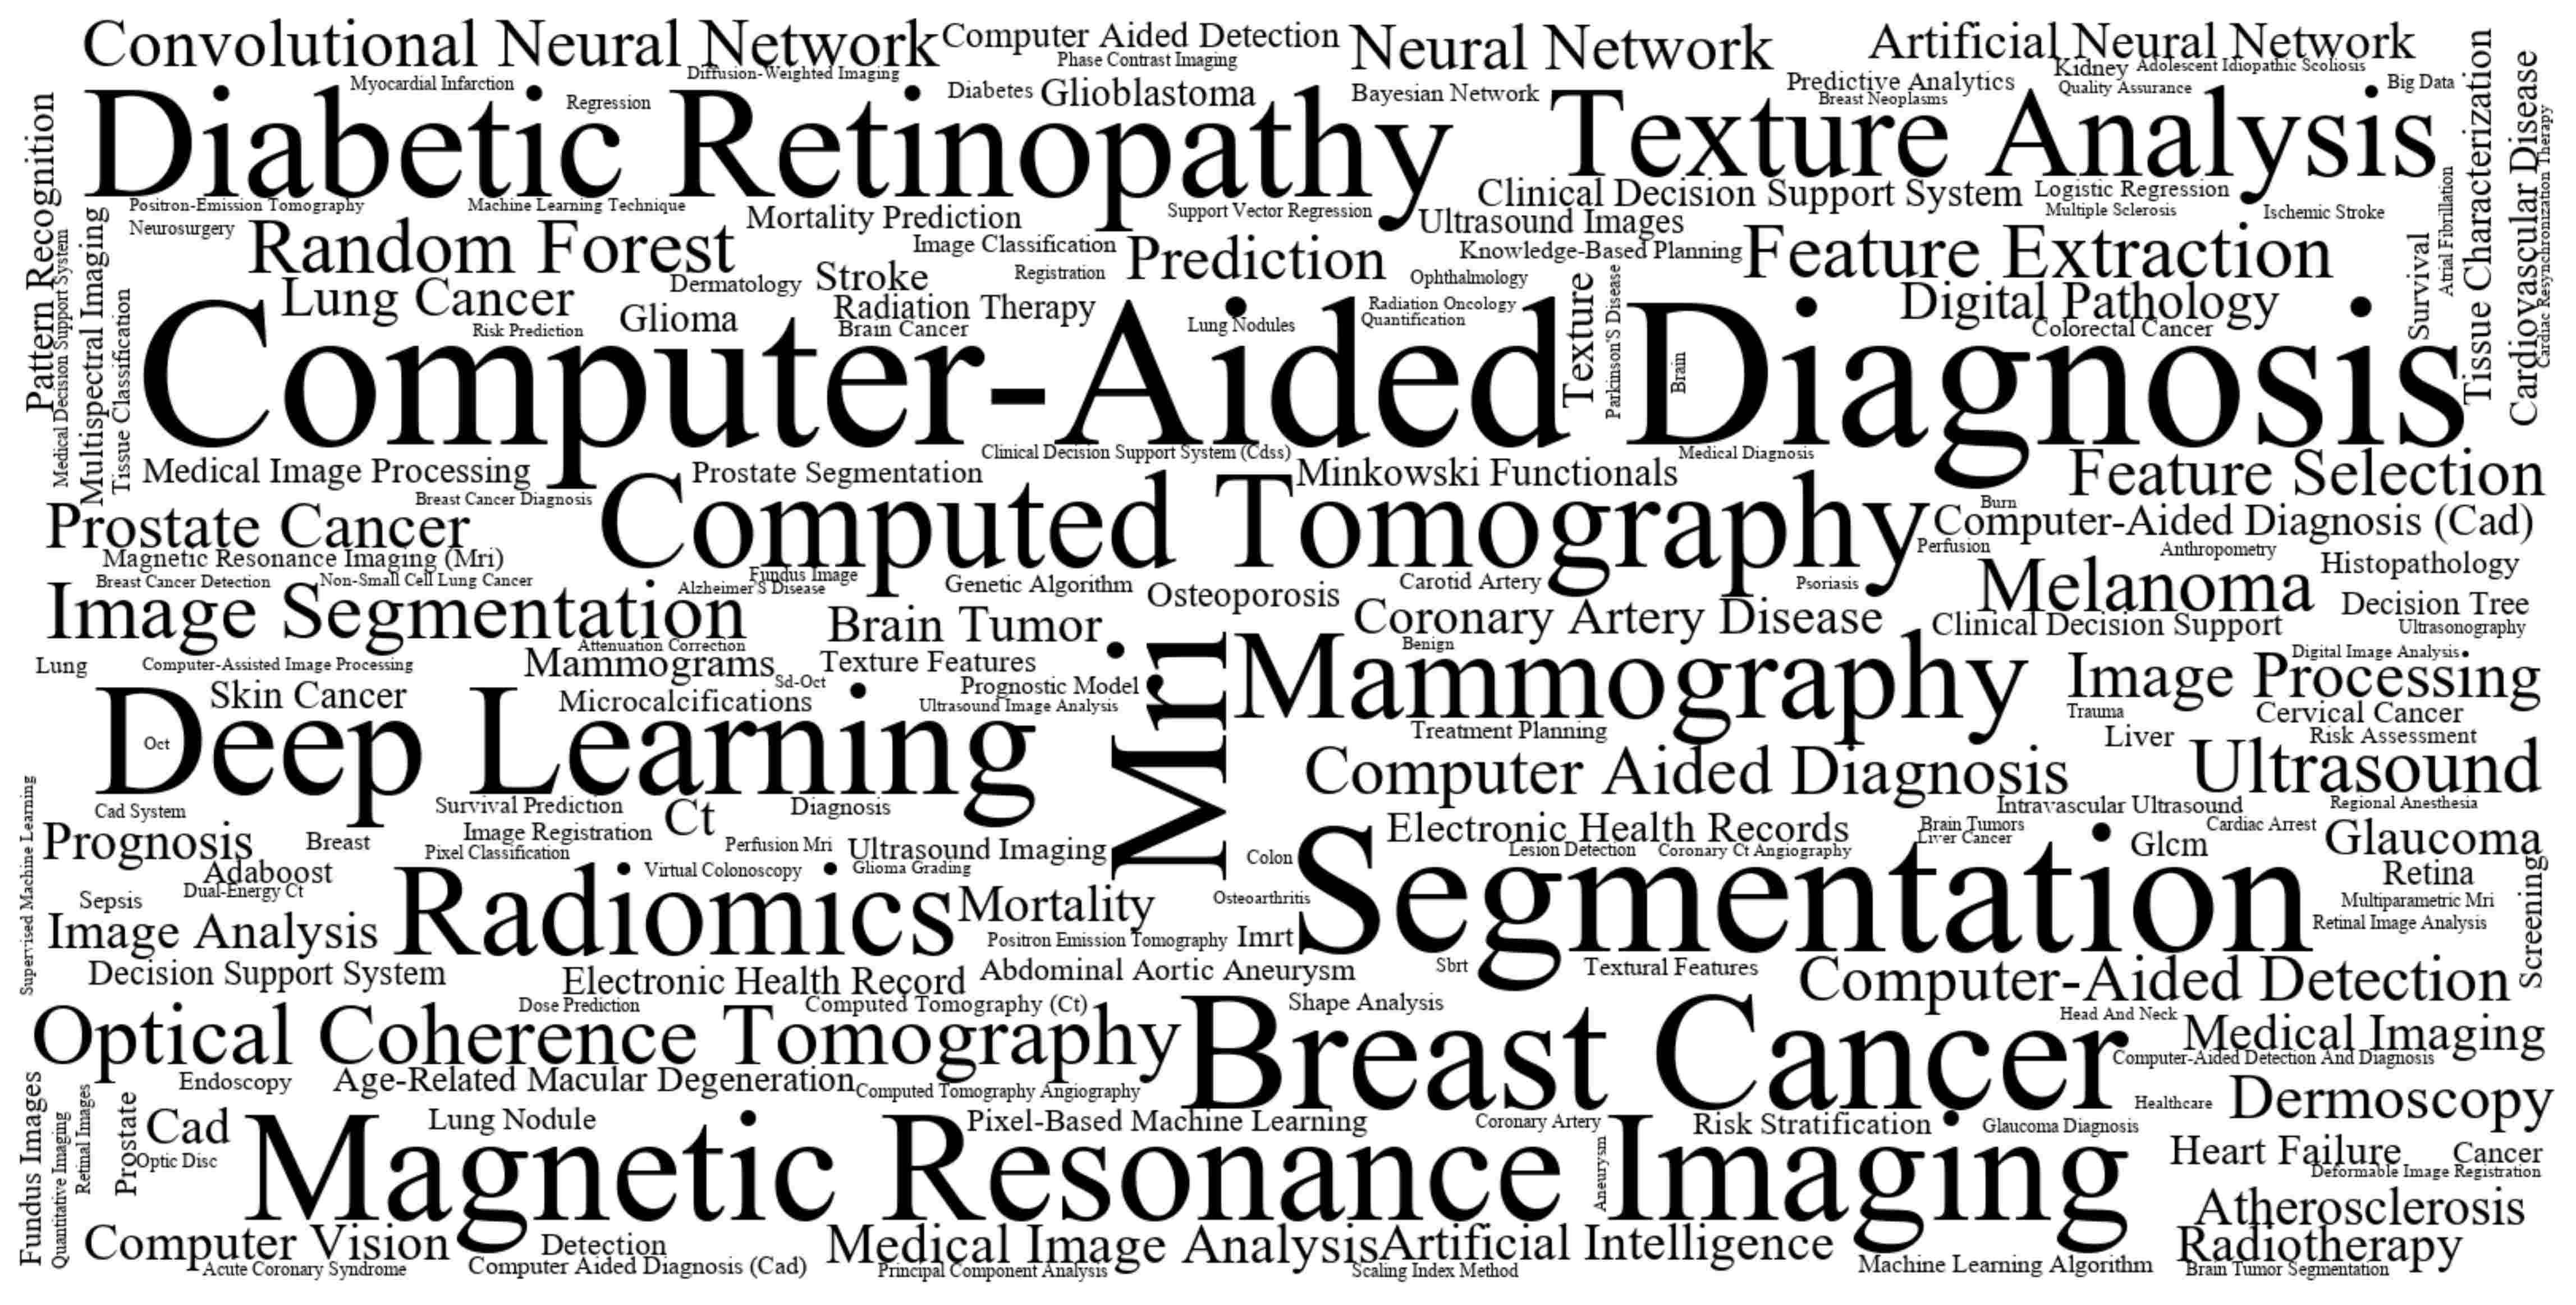 Convolutional Neural Network
Computer Aided Detection
Neural Network
Artificial Neural Network
Phase Contrast Imaging
Myocardial Infarction
Diffusion-Weighted Imaging
Kidney
Adolescent Idiopathic Scoliosis
Predictive Analytics
Quality Assurance
Big Data
Regression
Diabetes
Glioblastoma
Bayesian Network
Breast Neoplasms
Diabetic Retinopathy
Texture Analysis
Pattern Recognition
Tissue Characterization
Cardiovascular Disease
Cardiac Resynchronization Therapy
Clinical Decision Support System
Logistic Regression
Positron-Emission Tomography
Machine Learning Technique
Mortality Prediction
Support Vector Regression
Ultrasound Images
Multiple Sclerosis
Ischemic Stroke
Atrial Fibrillation
Neurosurgery
Multispectral Imaging
Medical Decision Support System
Random Forest
Image Classification
Prediction
Knowledge-Based Planning
Feature Extraction
Survival
Dermatology
Stroke
Registration
Ophthalmology
Texture
Parkinson'S Disease
Tissue Classification
Lung Cancer
Glioma
Radiation Therapy
Radiation Oncology
Digital Pathology
Risk Prediction
Brain Cancer
Lung Nodules
Quantification
Colorectal Cancer
Computer-Aided Diagnosis
Brain
Medical Image Processing
Prostate Segmentation
Clinical Decision Support System (Cdss)
Minkowski Functionals
Medical Diagnosis
Feature Selection
Breast Cancer Diagnosis
Computed Tomography
Burn
Prostate Cancer
Computer-Aided Diagnosis (Cad)
Magnetic Resonance Imaging (Mri)
Perfusion
Anthropometry
Histopathology
Breast Cancer Detection
Non-Small Cell Lung Cancer
Fundus Image
Alzheimer'S Disease
Genetic Algorithm
Osteoporosis
Carotid Artery
Psoriasis
Melanoma
Decision Tree
Image Segmentation
Brain Tumor
Coronary Artery Disease
Clinical Decision Support
Ultrasonography
Attenuation Correction
Benign
Lung
Computer-Assisted Image Processing
Mammograms
Texture Features
Mri
Mammography
Digital Image Analysis
Image Processing
Sd-Oct
Prognostic Model
Skin Cancer
Microcalcifications
Ultrasound Image Analysis
Trauma
Cervical Cancer
Deep Learning
Oct
Treatment Planning
Liver
Risk Assessment
Computer Aided Diagnosis
Ultrasound
Supervised Machine Learning
Cad System
Survival Prediction
Ct
Diagnosis
Intravascular Ultrasound
Regional Anesthesia
Prognosis
Breast
Image Registration
Perfusion Mri
Ultrasound Imaging
Electronic Health Records
Brain Tumors
Cardiac Arrest
Glaucoma
Pixel Classification
Colon
Lesion Detection
Coronary Ct Angiography
Liver Cancer
Glcm
Adaboost
Virtual Colonoscopy
Glioma Grading
Retina
Dual-Energy Ct
Sepsis
Radiomics
Mortality
Osteoarthritis
Segmentation
Multiparametric Mri
Screening
Image Analysis
Positron Emission Tomography
Imrt
Retinal Image Analysis
Decision Support System
Electronic Health Record
Abdominal Aortic Aneurysm
Sbrt
Textural Features
Computer-Aided Detection
Dose Prediction
Computed Tomography (Ct)
Shape Analysis
Head And Neck
Optical Coherence Tomography
Breast Cancer
Medical Imaging
Computer-Aided Detection And Diagnosis
Fundus Images
Quantitative Imaging
Retinal Images
Prostate
Endoscopy
Age-Related Macular Degeneration
Computed Tomography Angiography
Healthcare
Dermoscopy
Cad
Lung Nodule
Pixel-Based Machine Learning
Coronary Artery
Risk Stratification
Glaucoma Diagnosis
Optic Disc
Magnetic Resonance Imaging
Aneurysm
Heart Failure
Cancer
Deformable Image Registration
Atherosclerosis
Computer Vision
Detection
Medical Image Analysis
Artificial Intelligence
Radiotherapy
Acute Coronary Syndrome
Computer Aided Diagnosis (Cad)
Principal Component Analysis
Scaling Index Method
Machine Learning Algorithm
Brain Tumor Segmentation